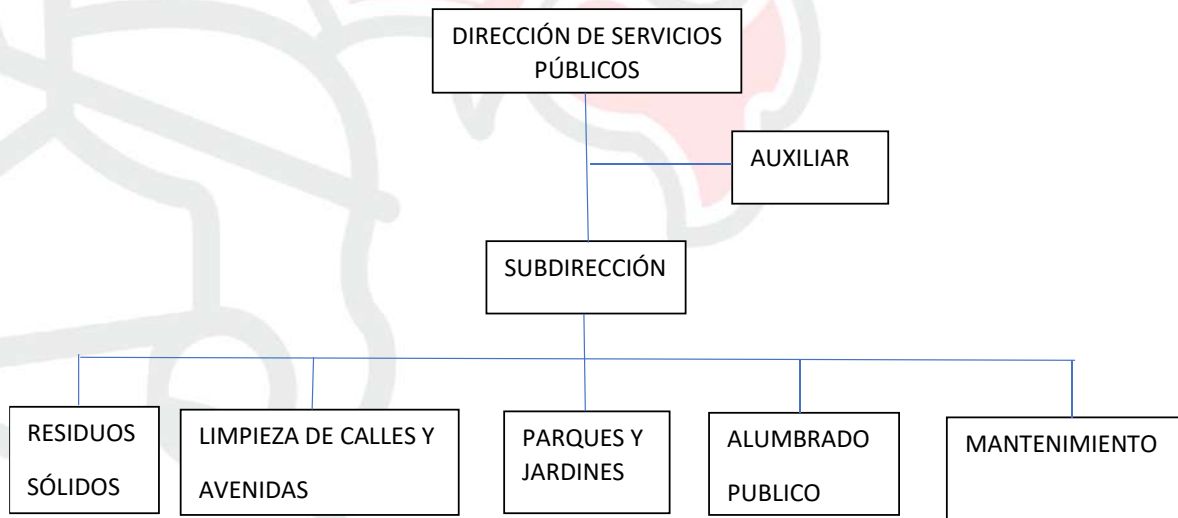 DIRECCIÓN DE SERVICIOS
PÚBLICOS
AUXILIAR
SUBDIRECCIÓN
RESIDUOS
SÓLIDOS
LIMPIEZA DE CALLES Y
AVENIDAS
PARQUES Y
JARDINES
ALUMBRADO
PUBLICO
MANTENIMIENTO